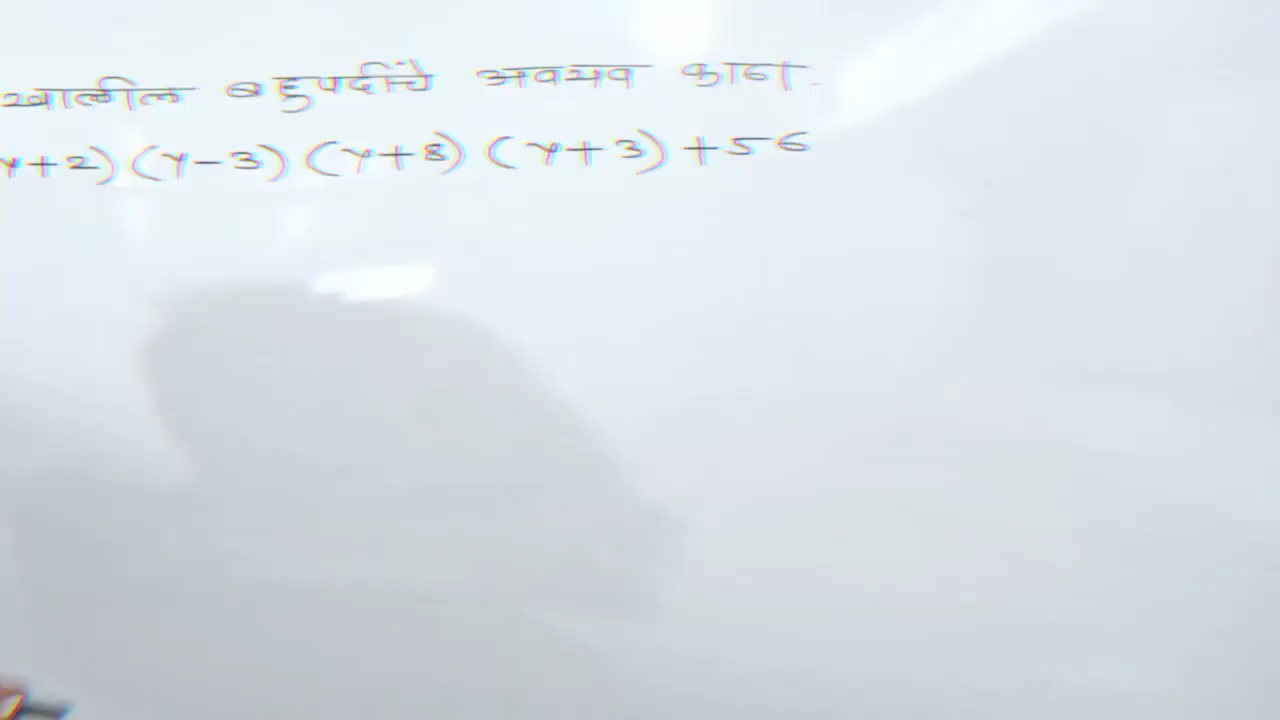 खालील बहुपदींचे अवयव काढा.
y+2) (y-3) (y+8) (y+3) +56